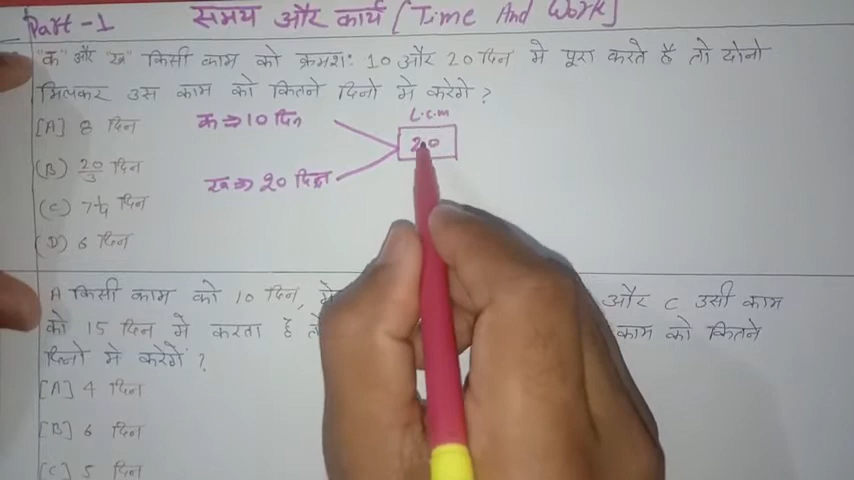 Part-1
समय और कार्य [Time And Work]
"क" और "ख" किसी काम को क्रमश: 10 और 20 दिन मे पूरा करते है तो दोनो
मिलकर उस काम को कितने दिनो मे करेगे ?
[A] 8 दिन
(B) 20/3 दिन
(C) 7 1/4 दिन
(D) 6 दिन
क ⇒ 10 दिन
ख ⇒ 20 दिन
L.C.M
20
A किसी काम को 10 दिन, मे और C उसी काम
को 15 दिन मे करता है काम को कितने
दिनो मे करेगें ?
[A] 4 दिन
[B] 6 दिन
[C] 5 दिन